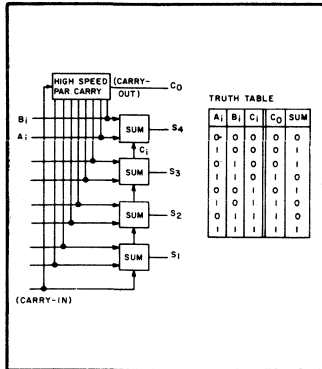 HIGH SPEED
PAR. CARRY
(CARRY-
OUT)
C0
Bi
Ai
SUM
S4
Ci
SUM
S3
SUM
S2
SUM
S1
(CARRY-IN)
TRUTH TABLE
Ai Bi Ci C0 SUM
0 0 0 0 0
1 0 0 0 1
0 1 0 0 1
1 1 0 1 0
0 0 1 0 1
1 0 1 1 0
0 1 1 1 0
1 1 1 1 1